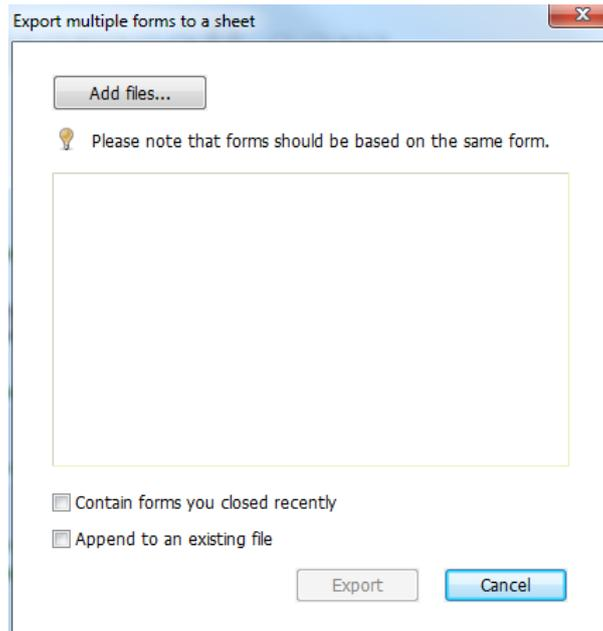 Export multiple forms to a sheet
Add files...
Please note that forms should be based on the same form.
Contain forms you closed recently
Append to an existing file
Export
Cancel